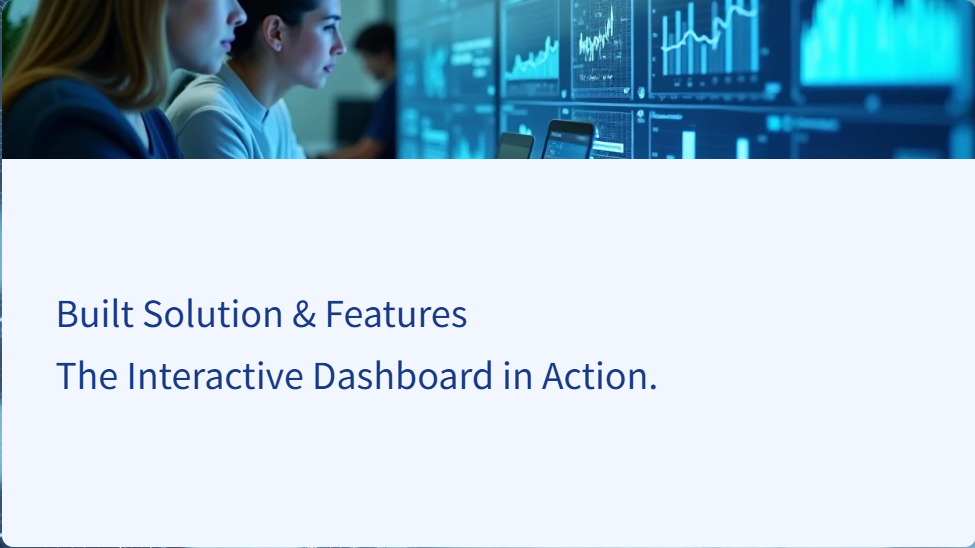 Built Solution & Features
The Interactive Dashboard in Action.